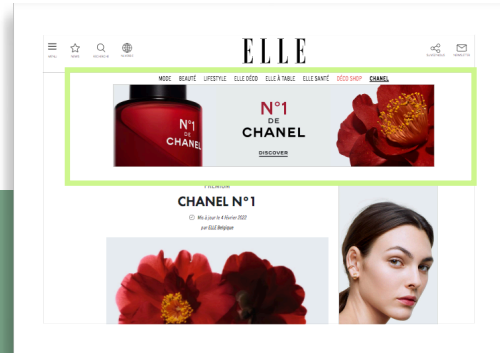 ELLE
MODE BEAUTÉ LIFESTYLE ELLE DÉCO ELLE À TABLE ELLE SANTÉ DÉCO SHOP CHANEL
N°1
DE
CHANEL
N°1
DE
CHANEL
DISCOVER
PREMIUM
CHANEL N°1
Mis à jour le 4 février 2022
par ELLE Belgique